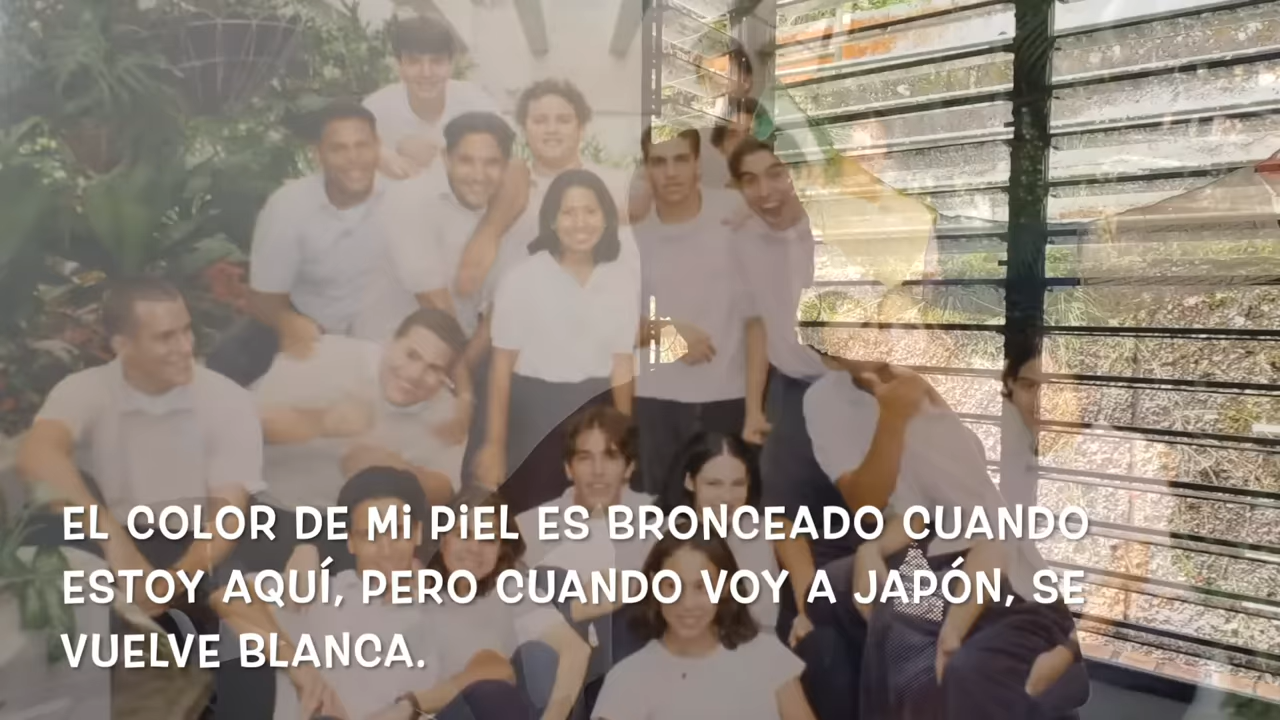 EL COLOR DE Mi PiEL ES BRONCEADO CUANDO
ESTOY AQUÍ, PERO CUANDO VOY A JAPÓN, SE
VUELVE BLANCA.